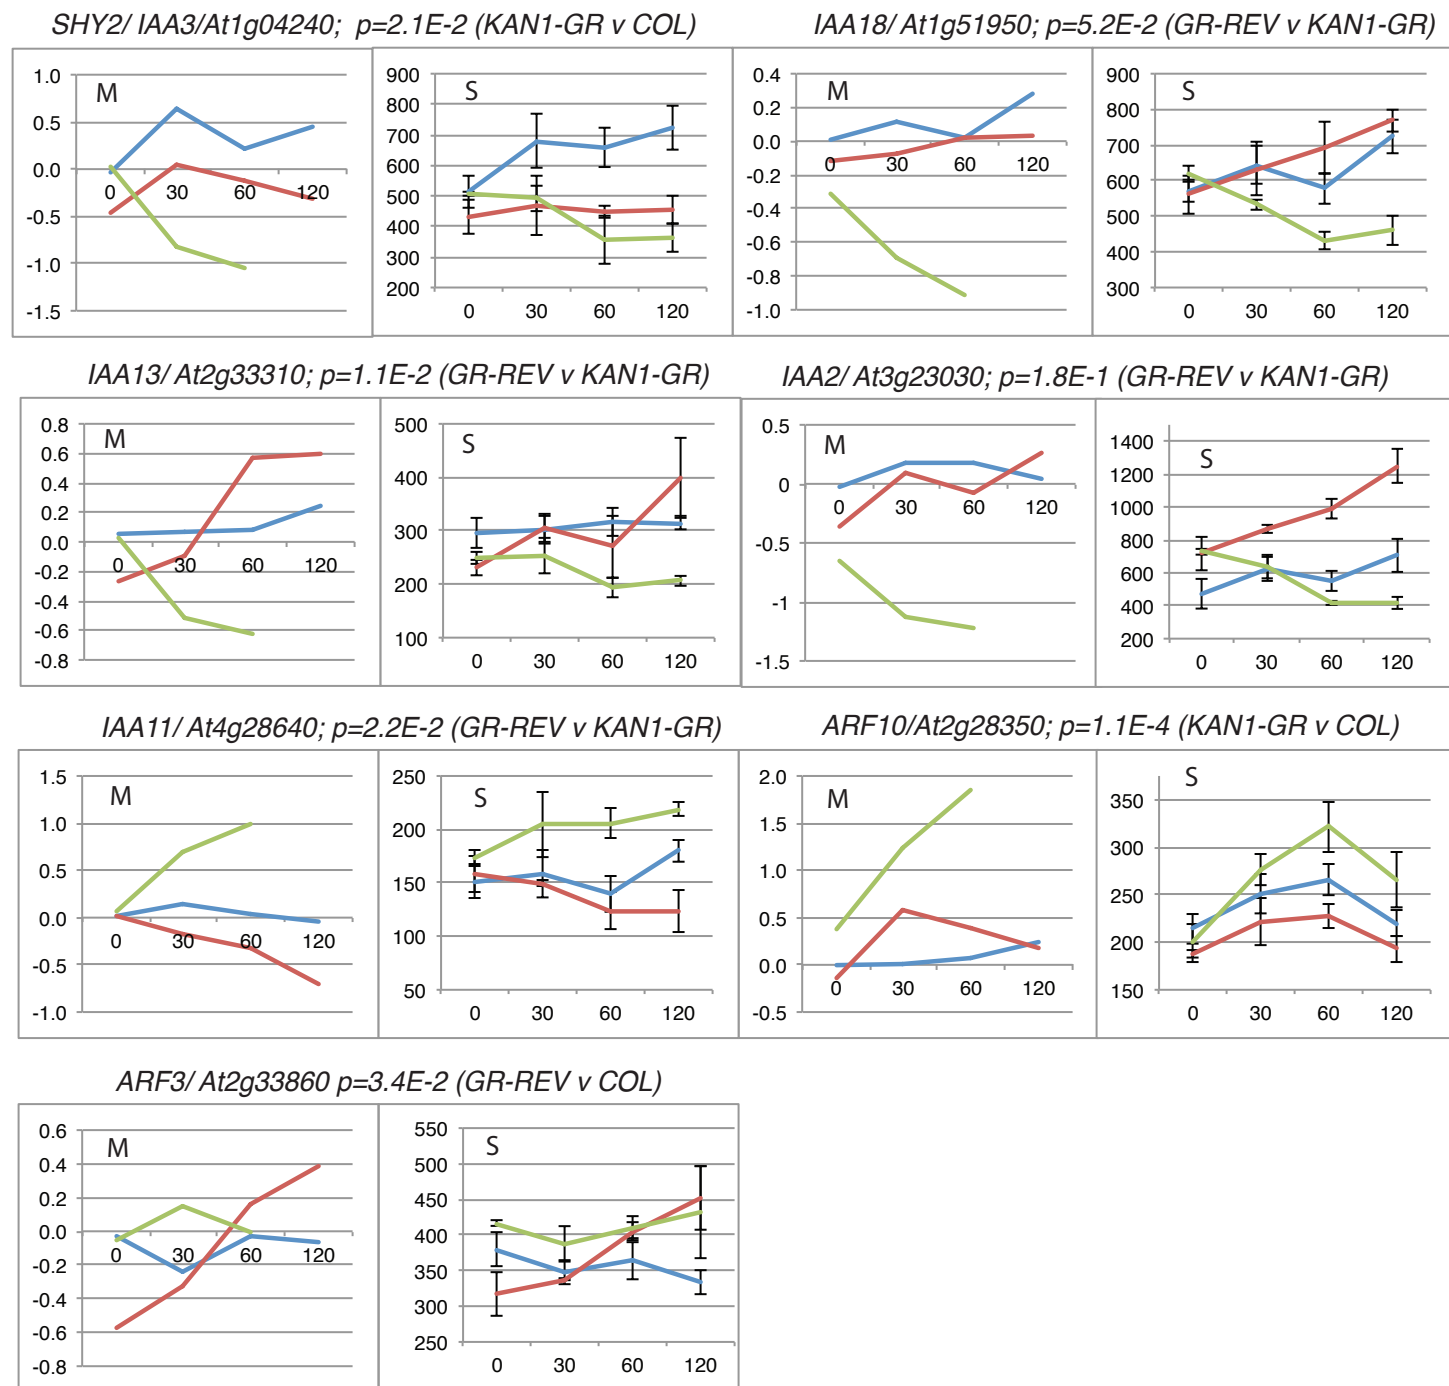 SHY2/ IAA3/At1g04240; p=2.1E-2 (KAN1-GR v COL)
M
1.0
0.5
0.0
-0.5
-1.0
-1.5
0 30 60 120
S
900
800
700
600
500
400
300
200
0 30 60 120
IAA18/ At1g51950; p=5.2E-2 (GR-REV v KAN1-GR)
M
0.4
0.2
0.0
-0.2
-0.4
-0.6
-0.8
-1.0
0 30 60 120
S
900
800
700
600
500
400
300
0 30 60 120
IAA13/ At2g33310; p=1.1E-2 (GR-REV v KAN1-GR)
M
0.8
0.6
0.4
0.2
0.0
-0.2
-0.4
-0.6
-0.8
0 30 60 120
S
500
400
300
200
100
0 30 60 120
IAA2/ At3g23030; p=1.8E-1 (GR-REV v KAN1-GR)
M
0.5
0
-0.5
-1
-1.5
0 30 60 120
S
1400
1200
1000
800
600
400
200
0 30 60 120
IAA11/ At4g28640; p=2.2E-2 (GR-REV v KAN1-GR)
M
1.5
1.0
0.5
0.0
-0.5
-1.0
0 30 60 120
S
250
200
150
100
50
0 30 60 120
ARF10/At2g28350; p=1.1E-4 (KAN1-GR v COL)
M
2.0
1.5
1.0
0.5
0.0
-0.5
0 30 60 120
S
350
300
250
200
150
0 30 60 120
ARF3/ At2g33860 p=3.4E-2 (GR-REV v COL)
M
0.6
0.4
0.2
0.0
-0.2
-0.4
-0.6
-0.8
0 30 60 120
S
550
500
450
400
350
300
250
0 30 60 120